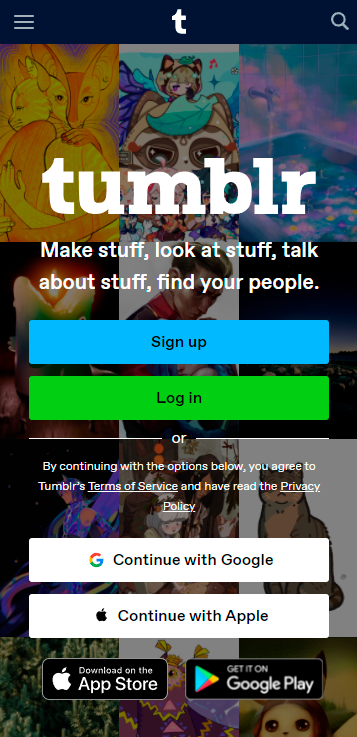 t
tumblr
Make stuff, look at stuff, talk
about stuff, find your people.
Sign up
Log in
or
By continuing with the options below, you agree to
Tumblr's Terms of Service and have read the Privacy
Policy
Continue with Google
Continue with Apple
Download on the
App Store
GET IT ON
Google Play